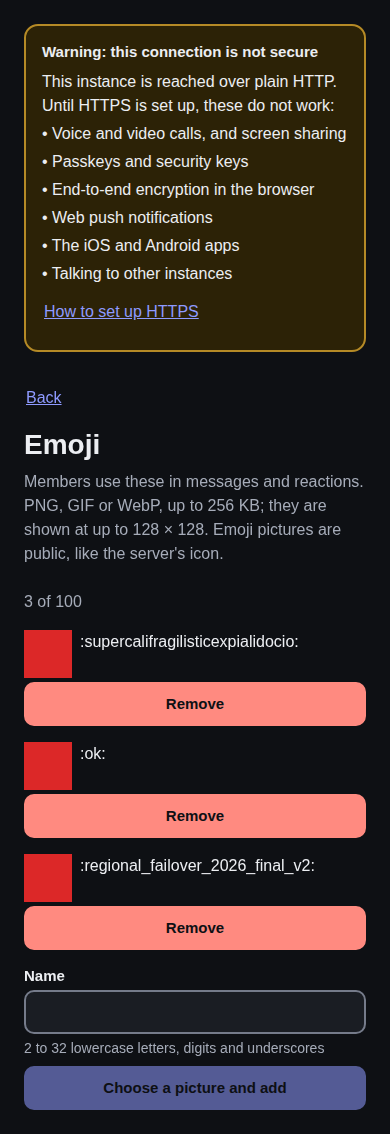 Warning: this connection is not secure
This instance is reached over plain HTTP.
Until HTTPS is set up, these do not work:
• Voice and video calls, and screen sharing
• Passkeys and security keys
• End-to-end encryption in the browser
• Web push notifications
• The iOS and Android apps
• Talking to other instances
How to set up HTTPS
Back
Emoji
Members use these in messages and reactions.
PNG, GIF or WebP, up to 256 KB; they are
shown at up to 128 × 128. Emoji pictures are
public, like the server's icon.
3 of 100
:supercalifragilisticexpialidocio:
Remove
:ok:
Remove
:regional_failover_2026_final_v2:
Remove
Name
2 to 32 lowercase letters, digits and underscores
Choose a picture and add